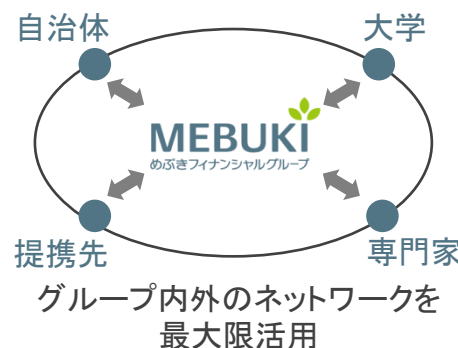 自治体
大学
MEBUKI
めぶきフィナンシャルグループ
提携先
専門家
グループ内外のネットワークを
最大限活用